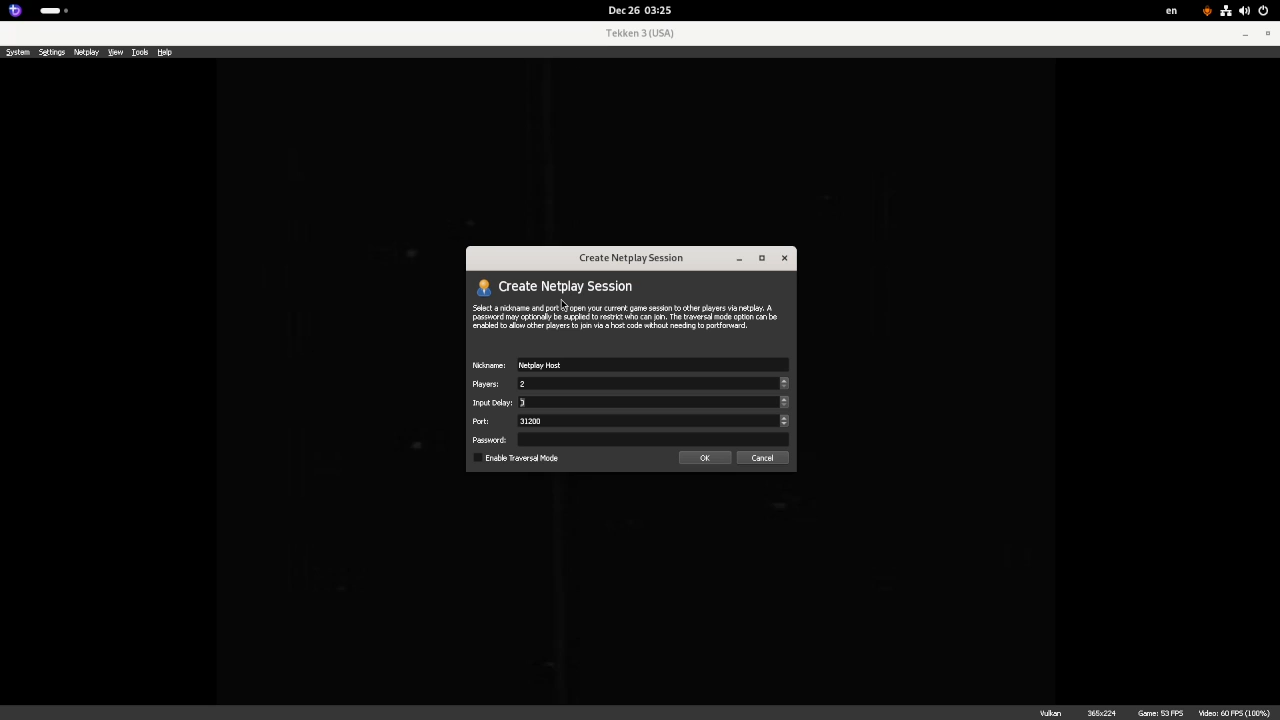 Dec 26 03:25
en
Tekken 3 (USA)
System Settings Netplay View Tools Help
Create Netplay Session
Create Netplay Session
Select a nickname and port to open your current game session to other players via netplay. A
password may optionally be supplied to restrict who can join. The traversal mode option can be
enabled to allow other players to join via a host code without needing to portforward.
Nickname: Netplay Host
Players: 2
Input Delay: 3
Port: 31200
Password:
Enable Traversal Mode OK Cancel
Vulkan 365x224 Game: 53 FPS Video: 60 FPS (100%)